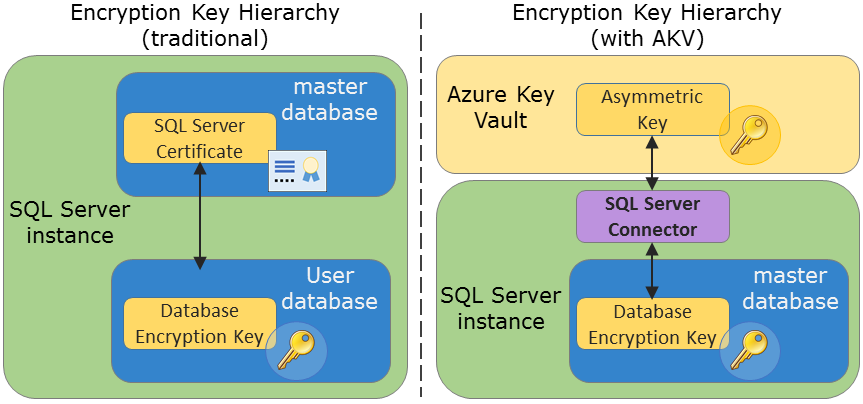 Encryption Key Hierarchy
(traditional)
master
database
SQL Server
Certificate
SQL Server
instance
User
database
Database
Encryption Key
Encryption Key Hierarchy
(with AKV)
Azure Key
Vault
Asymmetric
Key
SQL Server
Connector
SQL Server
instance
master
database
Database
Encryption Key